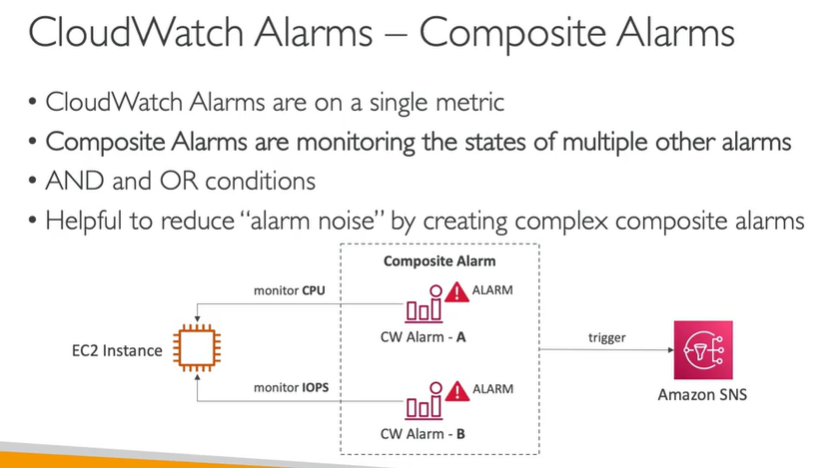 CloudWatch Alarms – Composite Alarms
• CloudWatch Alarms are on a single metric
• Composite Alarms are monitoring the states of multiple other alarms
• AND and OR conditions
• Helpful to reduce “alarm noise” by creating complex composite alarms
Composite Alarm
monitor CPU
ALARM
CW Alarm - A
EC2 Instance
trigger
Amazon SNS
monitor IOPS
ALARM
CW Alarm - B